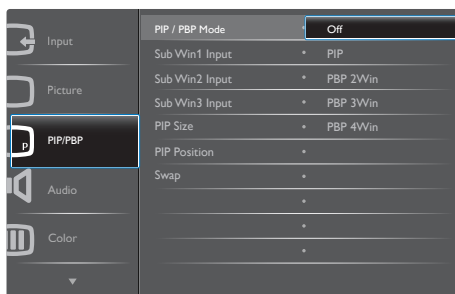 Input
Picture
P
PIP/PBP
Audio
Color
PIP / PBP Mode • Off
Sub Win1 Input • PIP
Sub Win2 Input • PBP 2Win
Sub Win3 Input • PBP 3Win
PIP Size • PBP 4Win
PIP Position •
Swap •
•
•
•